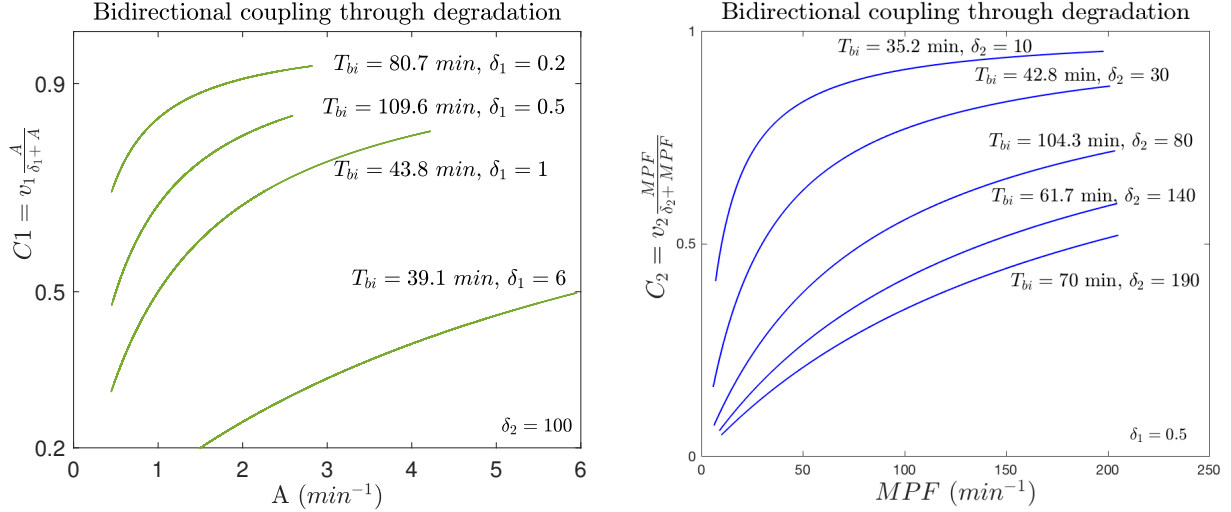 Bidirectional coupling through degradation
T_bi = 80.7 min, δ_1 = 0.2
0.9
T_bi = 109.6 min, δ_1 = 0.5
T_bi = 43.8 min, δ_1 = 1
C1 = v_1 A/(δ_1 + A)
T_bi = 39.1 min, δ_1 = 6
0.5
δ_2 = 100
0.2
0 1 2 3 4 5 6
A (min^−1)
Bidirectional coupling through degradation
1
T_bi = 35.2 min, δ_2 = 10
T_bi = 42.8 min, δ_2 = 30
T_bi = 104.3 min, δ_2 = 80
T_bi = 61.7 min, δ_2 = 140
C_2 = v_2 MPF/(δ_2 + MPF)
0.5
T_bi = 70 min, δ_2 = 190
δ_1 = 0.5
0
0 50 100 150 200 250
MPF (min^−1)